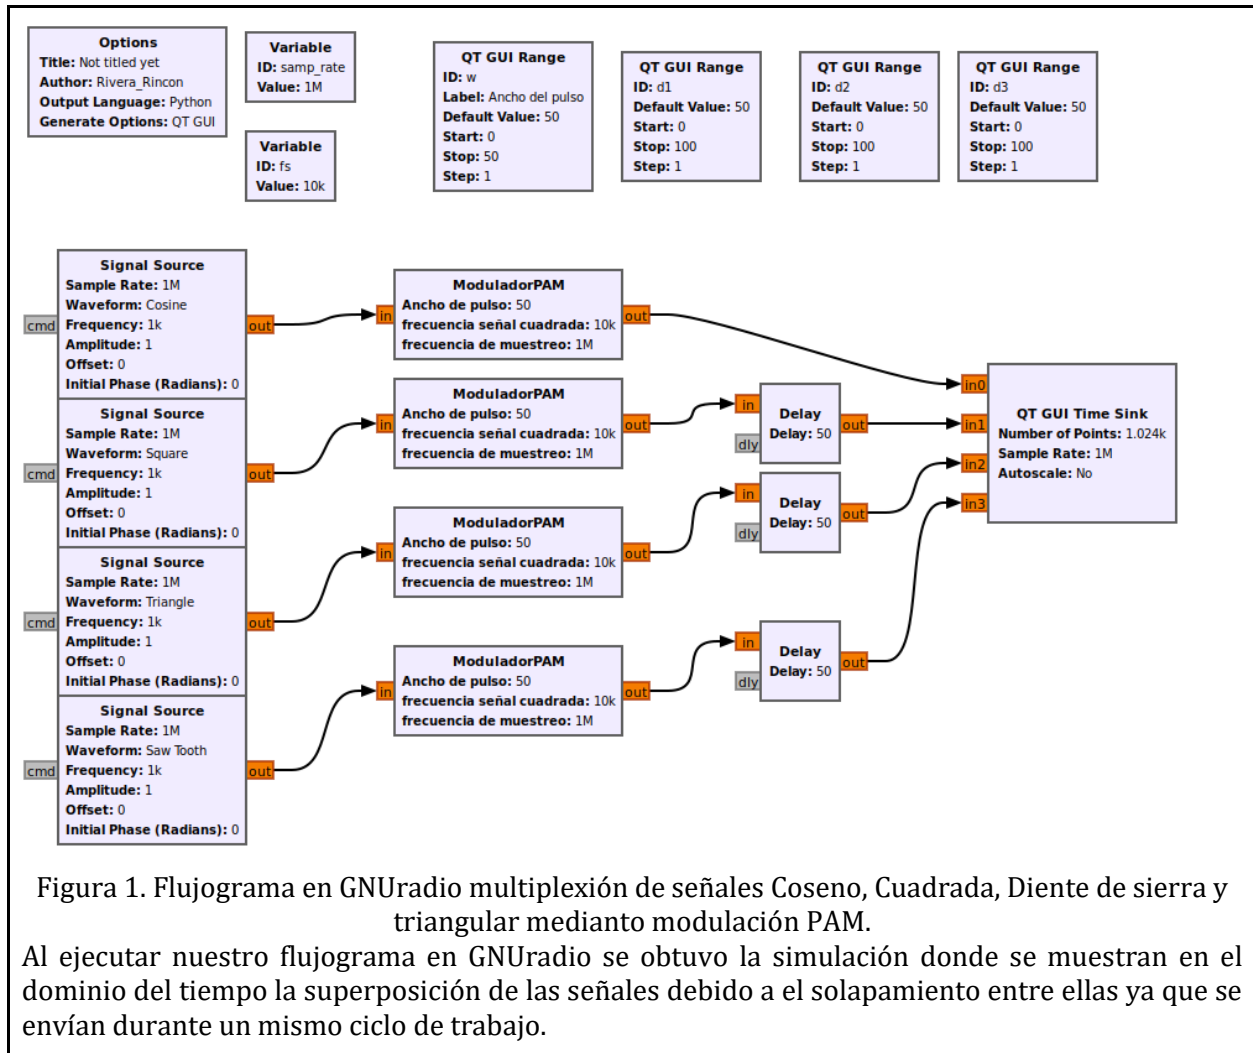 Options
Title: Not titled yet
Author: Rivera_Rincon
Output Language: Python
Generate Options: QT GUI
Variable
ID: samp_rate
Value: 1M
Variable
ID: fs
Value: 10k
QT GUI Range
ID: w
Label: Ancho del pulso
Default Value: 50
Start: 0
Stop: 50
Step: 1
QT GUI Range
ID: d1
Default Value: 50
Start: 0
Stop: 100
Step: 1
QT GUI Range
ID: d2
Default Value: 50
Start: 0
Stop: 100
Step: 1
QT GUI Range
ID: d3
Default Value: 50
Start: 0
Stop: 100
Step: 1
Signal Source
Sample Rate: 1M
Waveform: Cosine
Frequency: 1k
Amplitude: 1
Offset: 0
Initial Phase (Radians): 0
cmd
out
in
ModuladorPAM
Ancho de pulso: 50
frecuencia señal cuadrada: 10k
frecuencia de muestreo: 1M
out
Signal Source
Sample Rate: 1M
Waveform: Square
Frequency: 1k
Amplitude: 1
Offset: 0
Initial Phase (Radians): 0
cmd
out
in
ModuladorPAM
Ancho de pulso: 50
frecuencia señal cuadrada: 10k
frecuencia de muestreo: 1M
out
in
dly
Delay
Delay: 50
out
Signal Source
Sample Rate: 1M
Waveform: Triangle
Frequency: 1k
Amplitude: 1
Offset: 0
Initial Phase (Radians): 0
cmd
out
in
ModuladorPAM
Ancho de pulso: 50
frecuencia señal cuadrada: 10k
frecuencia de muestreo: 1M
out
in
dly
Delay
Delay: 50
out
Signal Source
Sample Rate: 1M
Waveform: Saw Tooth
Frequency: 1k
Amplitude: 1
Offset: 0
Initial Phase (Radians): 0
cmd
out
in
ModuladorPAM
Ancho de pulso: 50
frecuencia señal cuadrada: 10k
frecuencia de muestreo: 1M
out
in
dly
Delay
Delay: 50
out
in0
in1
in2
in3
QT GUI Time Sink
Number of Points: 1.024k
Sample Rate: 1M
Autoscale: No
Figura 1. Flujograma en GNUradio multiplexión de señales Coseno, Cuadrada, Diente de sierra y
triangular medianto modulación PAM.
Al ejecutar nuestro flujograma en GNUradio se obtuvo la simulación donde se muestran en el
dominio del tiempo la superposición de las señales debido a el solapamiento entre ellas ya que se
envían durante un mismo ciclo de trabajo.